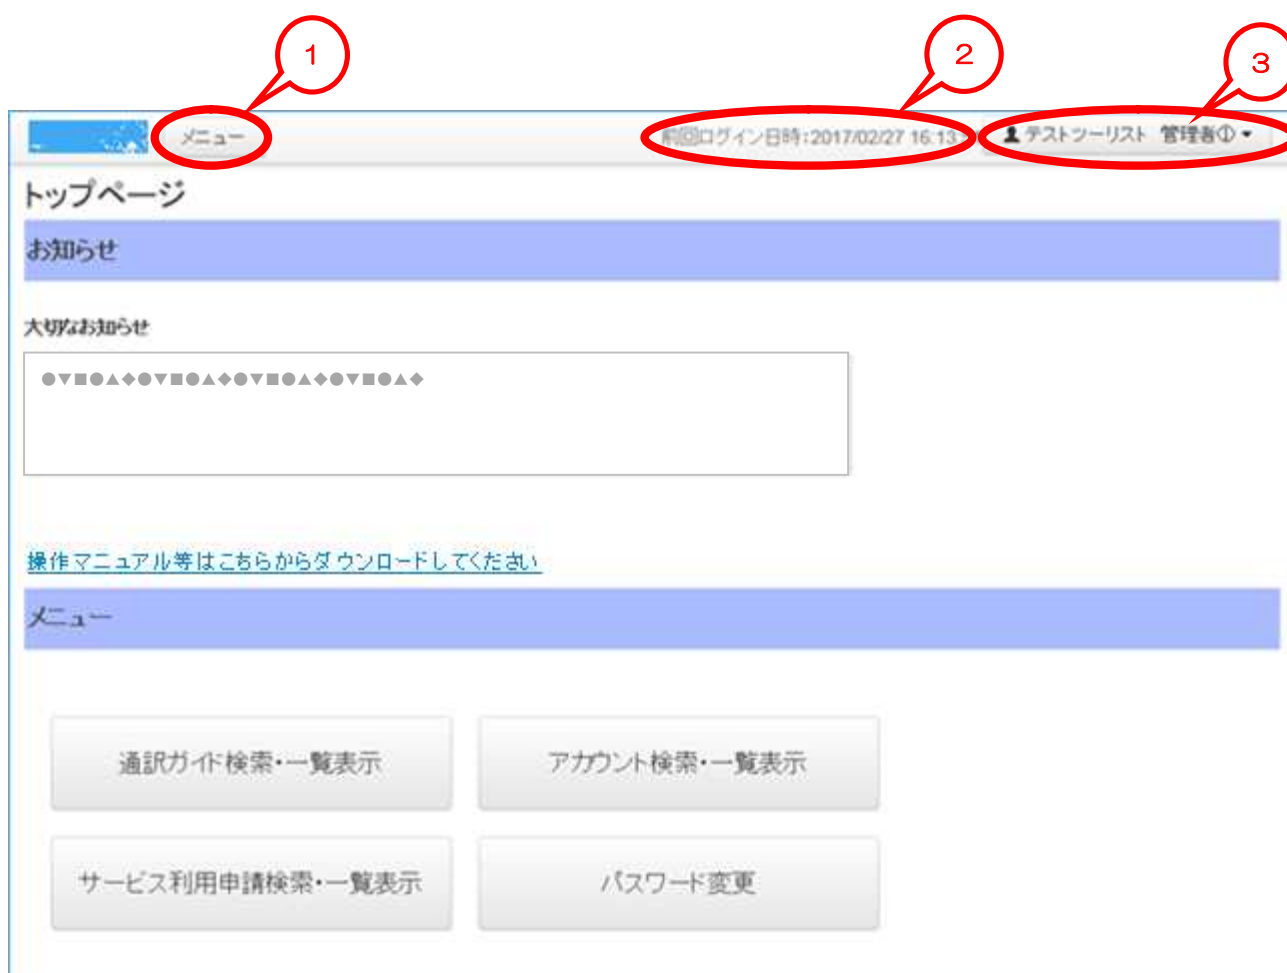 1
2
3
メニュー
前回ログイン日時:2017/02/27 16:13
テストツーリスト 管理者①
トップページ
お知らせ
大切なお知らせ
●▼■●▲◆●▼■●▲◆●▼■●▲◆●▼■●▲◆
操作マニュアル等はこちらからダウンロードしてください
メニュー
通訳ガイド検索・一覧表示
アカウント検索・一覧表示
サービス利用申請検索・一覧表示
パスワード変更